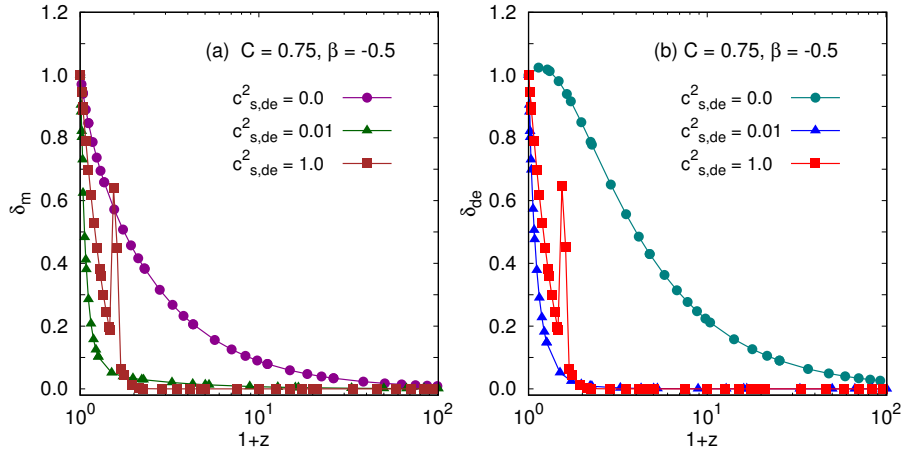 (a) C = 0.75, β = -0.5
c²s,de = 0.0
c²s,de = 0.01
c²s,de = 1.0
δm
1.2
1.0
0.8
0.6
0.4
0.2
0.0
10⁰
10¹
10²
1+z
(b) C = 0.75, β = -0.5
c²s,de = 0.0
c²s,de = 0.01
c²s,de = 1.0
δde
1.2
1.0
0.8
0.6
0.4
0.2
0.0
10⁰
10¹
10²
1+z